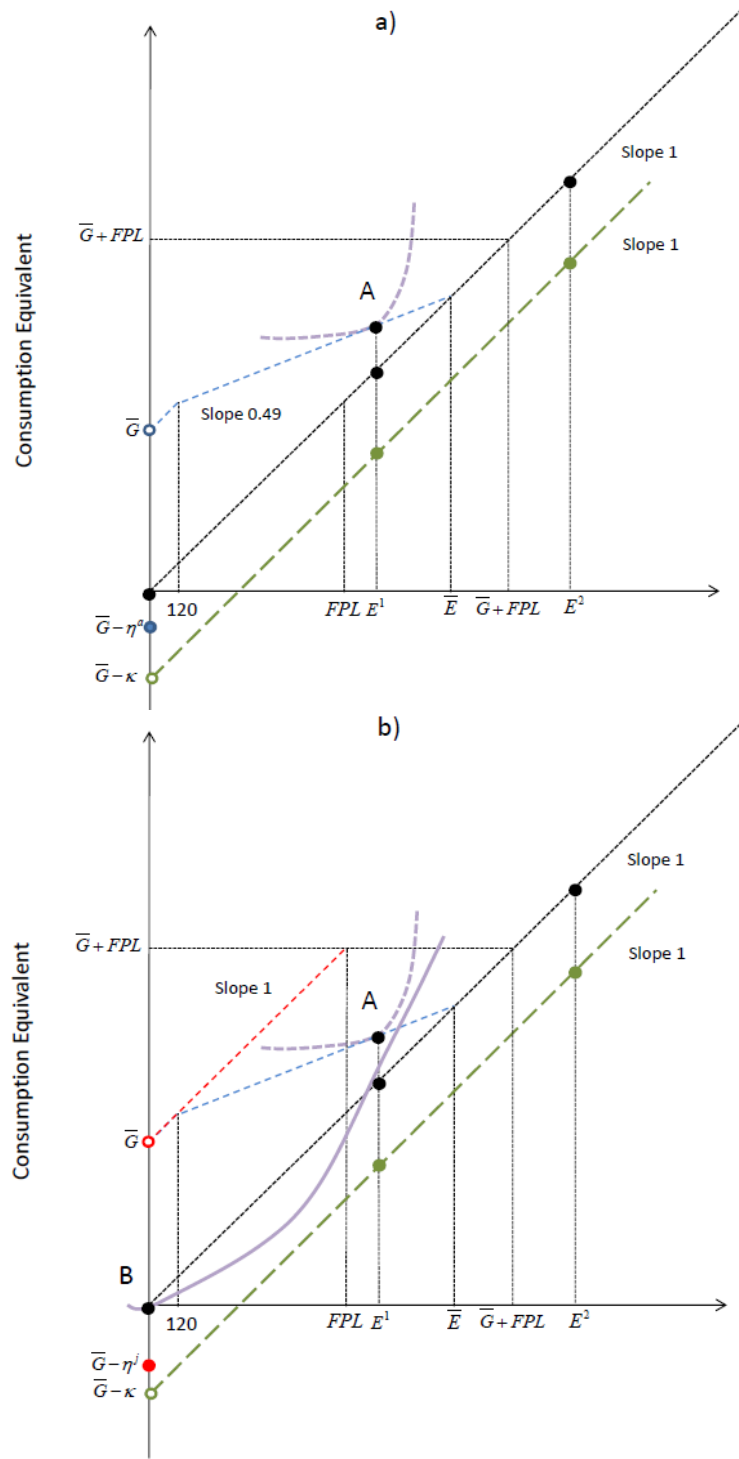 a)
Slope 1
Slope 1
G̅ + FPL
A
Consumption Equivalent
Slope 0.49
G̅
120
FPL E¹ E̅ G̅ + FPL E²
G̅ − ηᵃ
G̅ − κ
b)
Slope 1
G̅ + FPL
Slope 1
Slope 1
A
Consumption Equivalent
G̅
B
120
FPL E¹ E̅ G̅ + FPL E²
G̅ − ηʲ
G̅ − κ